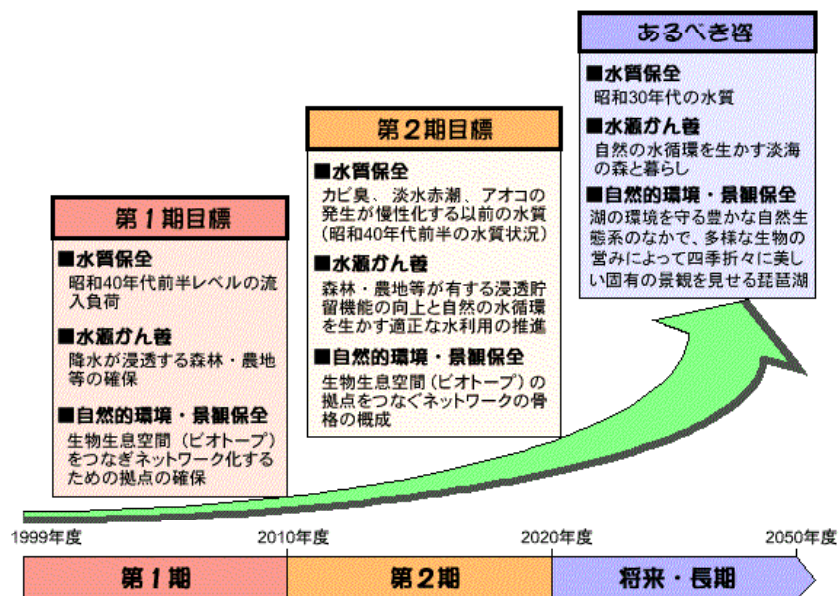 第1期目標
■水質保全
昭和40年代前半レベルの流
入負荷
■水源かん養
降水が浸透する森林・農地
等の確保
■自然的環境・景観保全
生物生息空間（ビオトープ）
をつなぎネットワーク化する
ための拠点の確保
第2期目標
■水質保全
カビ臭、淡水赤潮、アオコの
発生が慢性化する以前の水質
（昭和40年代前半の水質状況）
■水源かん養
森林・農地等が有する浸透貯
留機能の向上と自然の水循環
を生かす適正な水利用の推進
■自然的環境・景観保全
生物生息空間（ビオトープ）の
拠点をつなぐネットワークの骨
格の概成
あるべき姿
■水質保全
昭和30年代の水質
■水源かん養
自然の水循環を生かす淡海
の森と暮らし
■自然的環境・景観保全
湖の環境を守る豊かな自然生
態系のなかで、多様な生物の
営みによって四季折々に美し
い固有の景観を見せる琵琶湖
1999年度 2010年度 2020年度 2050年度
第1期 第2期 将来・長期